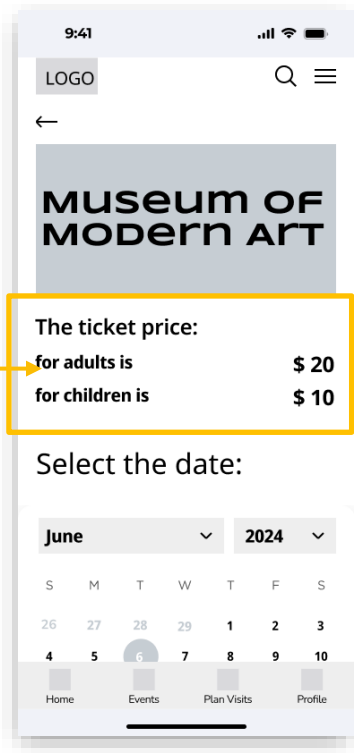 9:41
LOGO
Museum of
Modern Art
The ticket price:
for adults is $ 20
for children is $ 10
Select the date:
June 2024
S M T W T F S
26 27 28 29 1 2 3
4 5 6 7 8 9 10
Home Events Plan Visits Profile